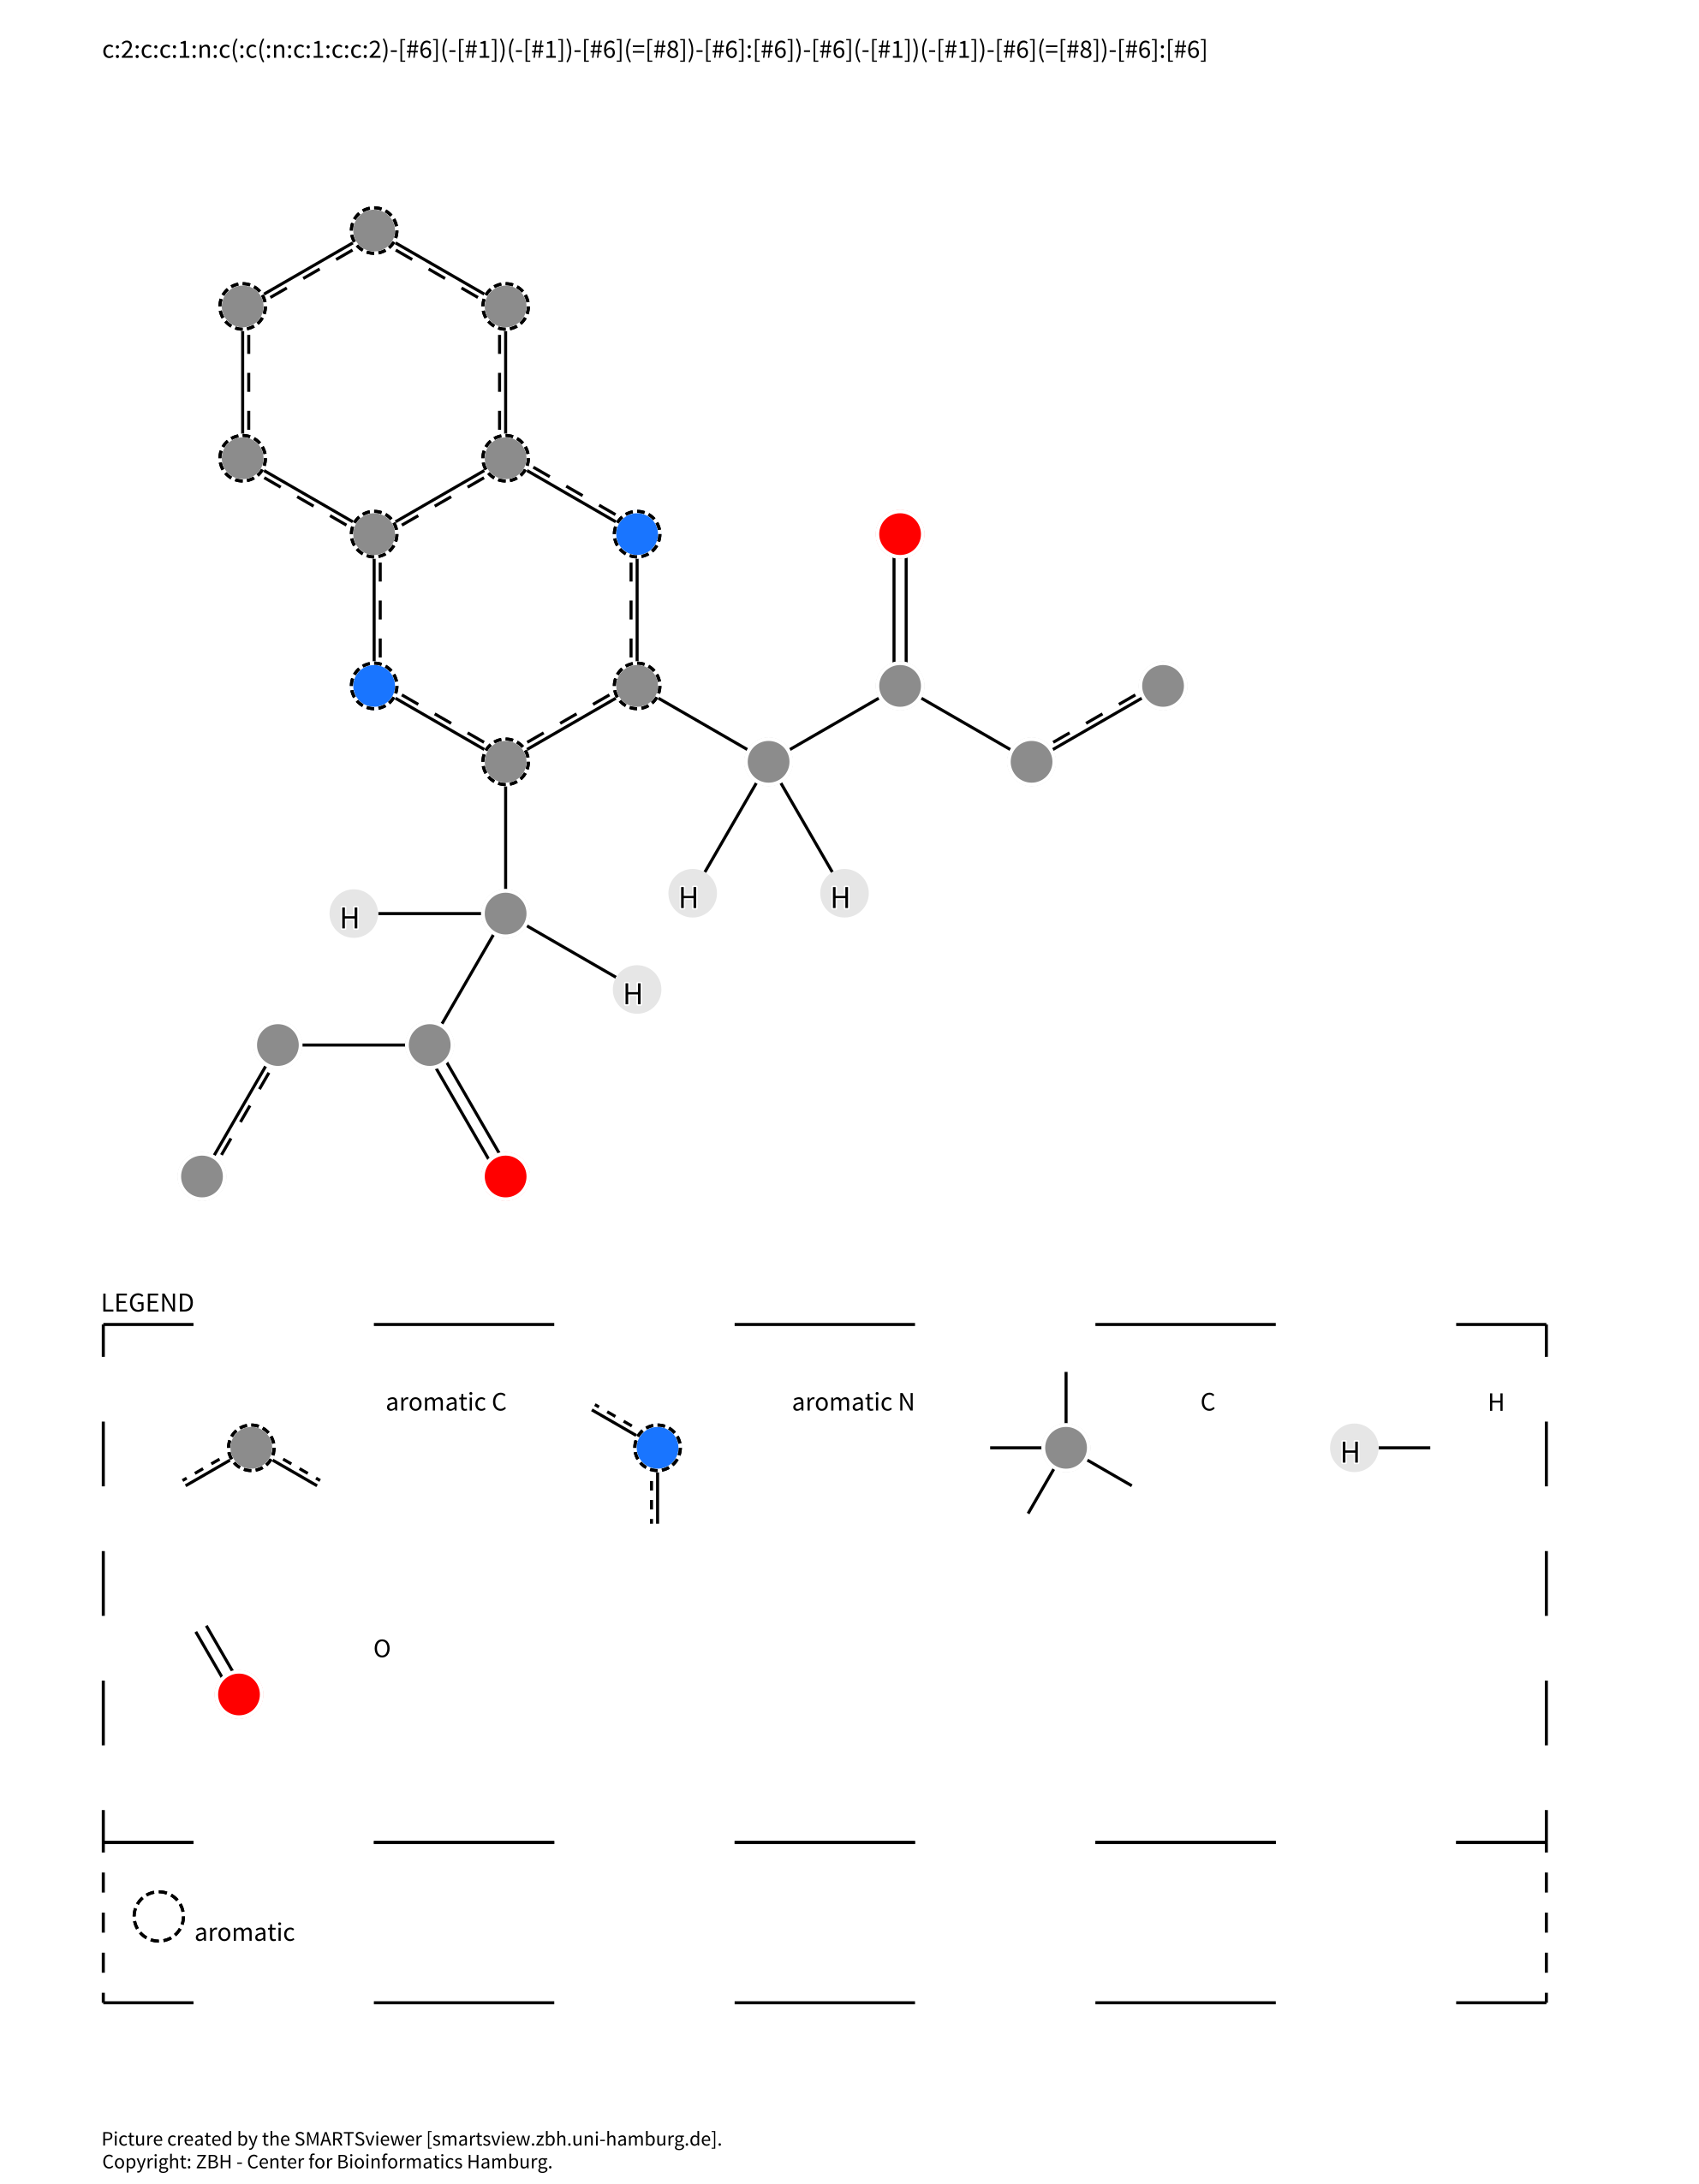 c:2:c:c:1:n:c(:c(:n:c:1:c:c:2)-[#6](-[#1])(-[#1])-[#6](=[#8])-[#6]:[#6])-[#6](-[#1])(-[#1])-[#6](=[#8])-[#6]:[#6]
H
H
H
H
LEGEND
aromatic C
aromatic N
C
H
H
O
aromatic
Picture created by the SMARTSviewer [smartsview.zbh.uni-hamburg.de].
Copyright: ZBH - Center for Bioinformatics Hamburg.